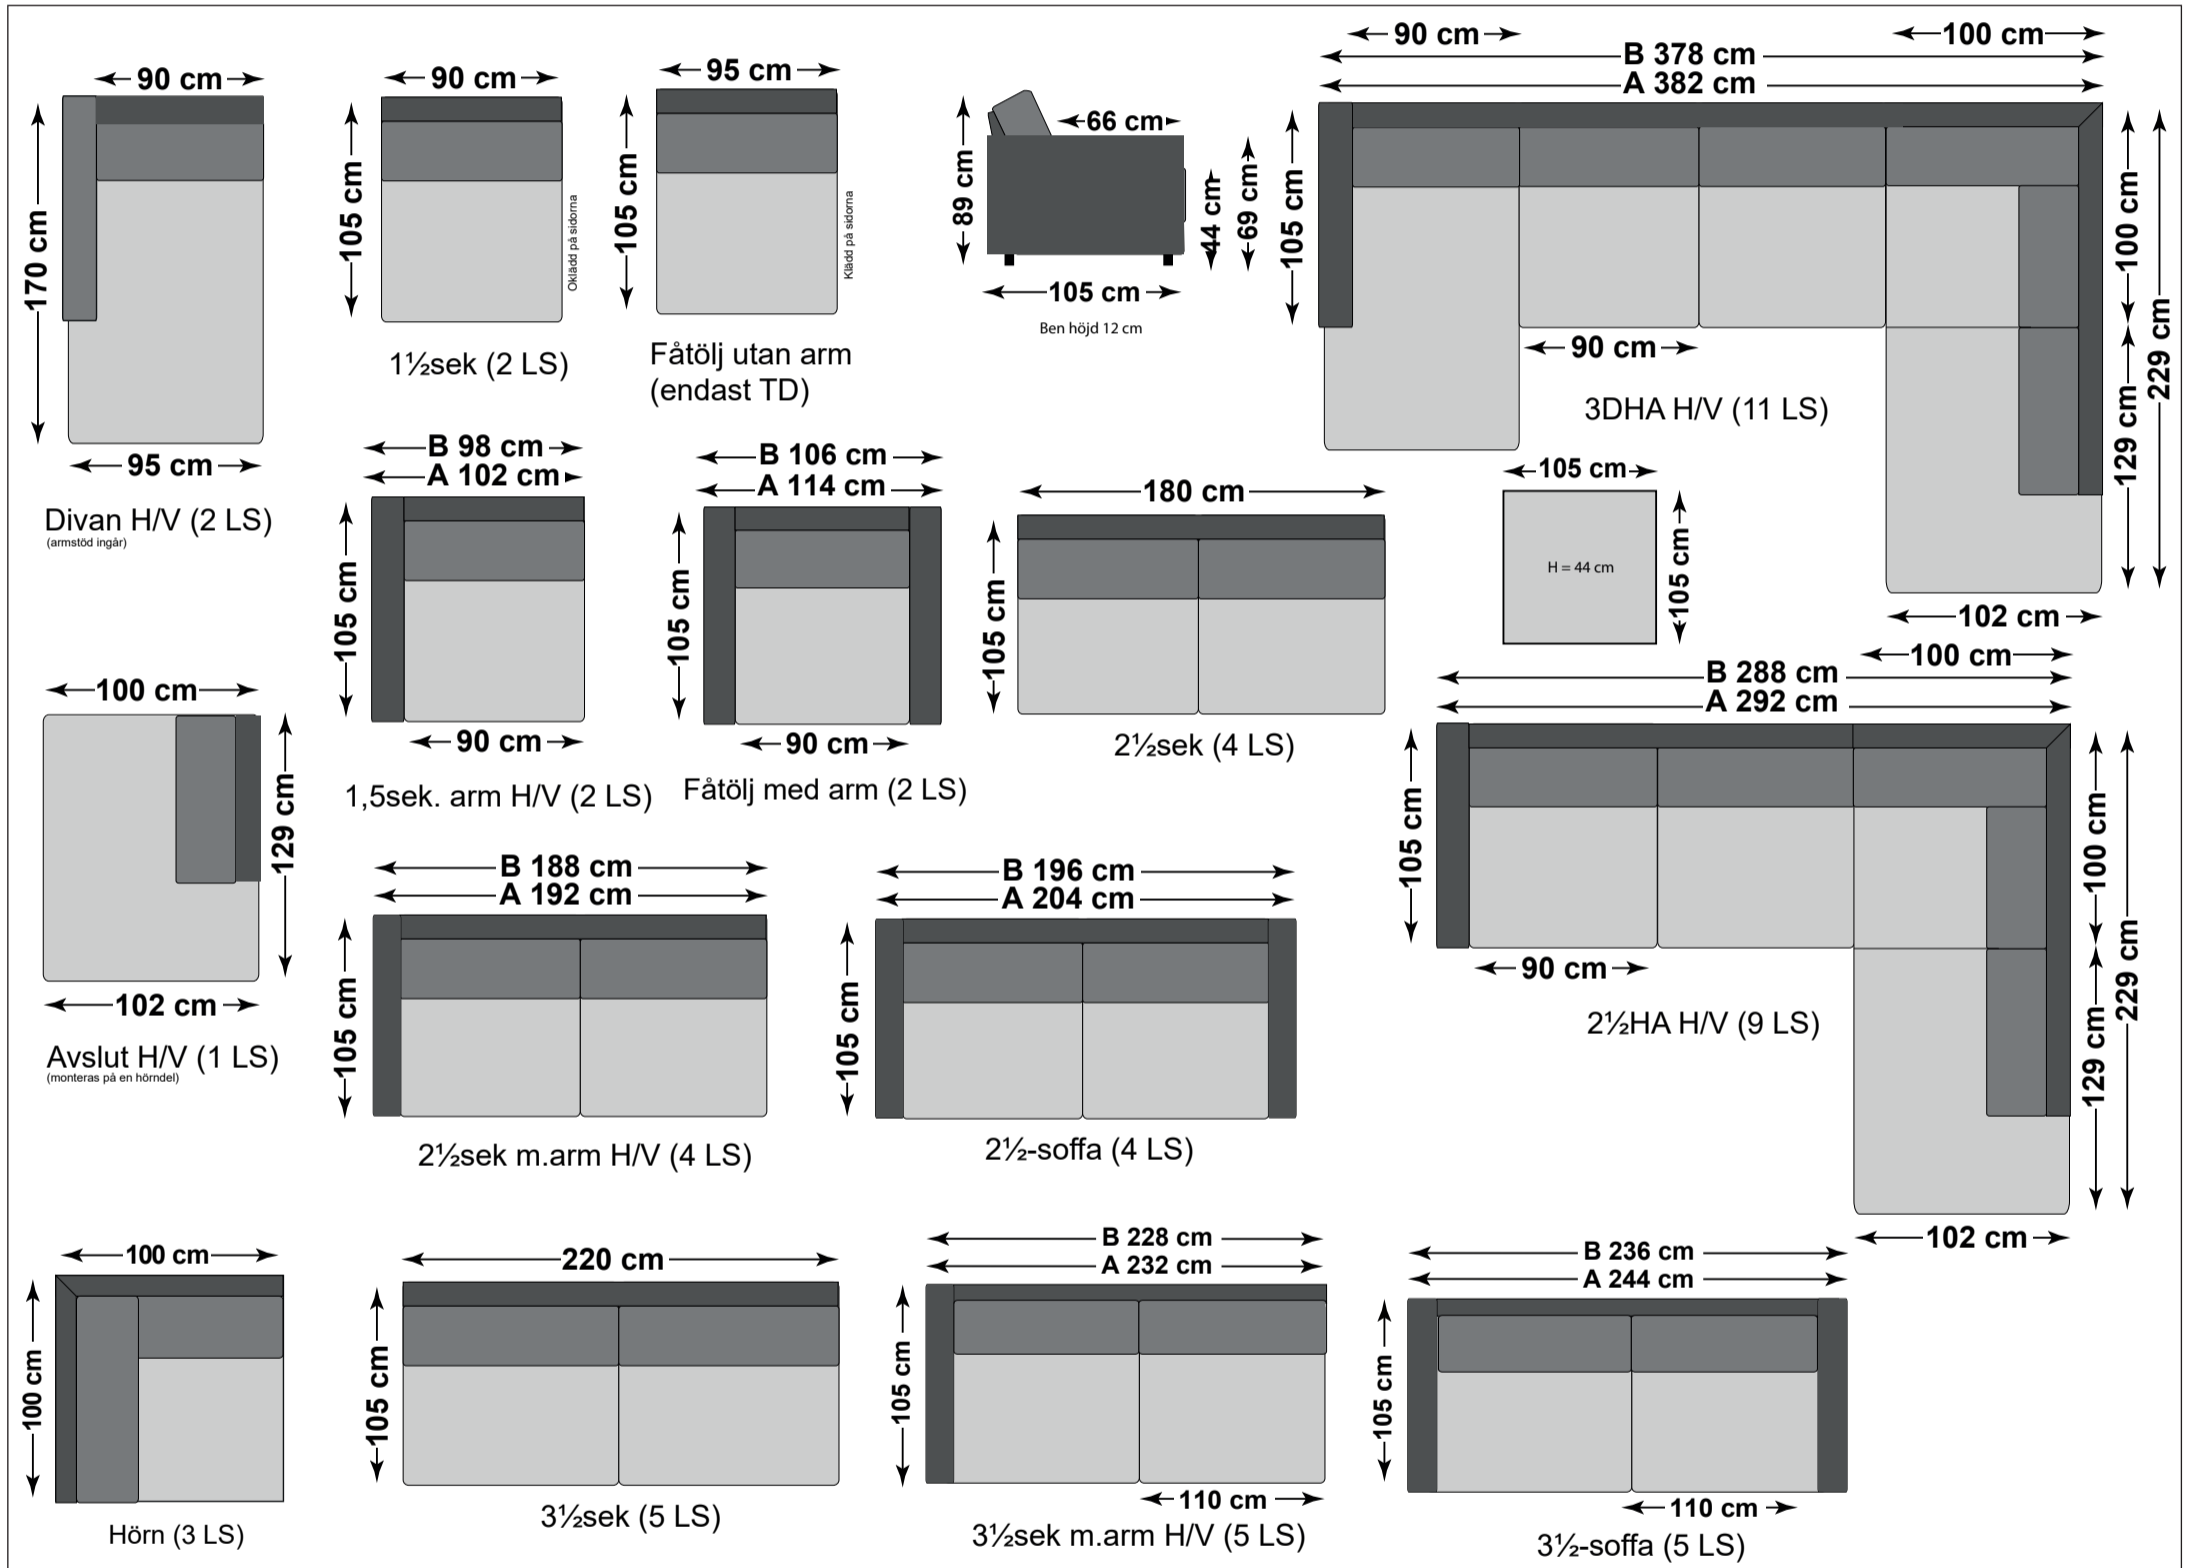 90 cm
170 cm
95 cm
Divan H/V (2 LS)
(armstöd ingår)
90 cm
105 cm
Oklädd på sidorna
1½sek (2 LS)
95 cm
105 cm
Klädd på sidorna
Fåtölj utan arm
(endast TD)
89 cm
66 cm
44 cm
69 cm
105 cm
Ben höjd 12 cm
90 cm
100 cm
B 378 cm
A 382 cm
105 cm
100 cm
229 cm
129 cm
90 cm
3DHA H/V (11 LS)
102 cm
B 98 cm
A 102 cm
105 cm
90 cm
1,5sek. arm H/V (2 LS)
B 106 cm
A 114 cm
105 cm
90 cm
Fåtölj med arm (2 LS)
180 cm
105 cm
2½sek (4 LS)
105 cm
H = 44 cm
105 cm
100 cm
129 cm
102 cm
Avslut H/V (1 LS)
(monteras på en hörndel)
B 188 cm
A 192 cm
105 cm
2½sek m.arm H/V (4 LS)
B 196 cm
A 204 cm
105 cm
2½-soffa (4 LS)
100 cm
B 288 cm
A 292 cm
105 cm
100 cm
229 cm
129 cm
90 cm
2½HA H/V (9 LS)
102 cm
100 cm
100 cm
Hörn (3 LS)
220 cm
105 cm
3½sek (5 LS)
B 228 cm
A 232 cm
105 cm
110 cm
3½sek m.arm H/V (5 LS)
B 236 cm
A 244 cm
105 cm
110 cm
3½-soffa (5 LS)